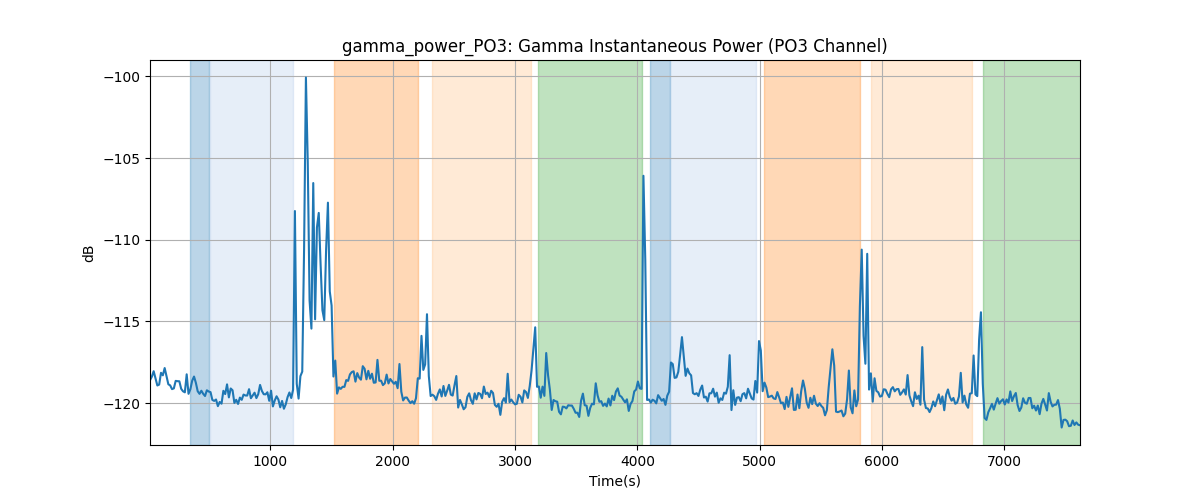 gamma_power_PO3: Gamma Instantaneous Power (PO3 Channel)
−100
−105
−110
−115
−120
dB
1000 2000 3000 4000 5000 6000 7000
Time(s)